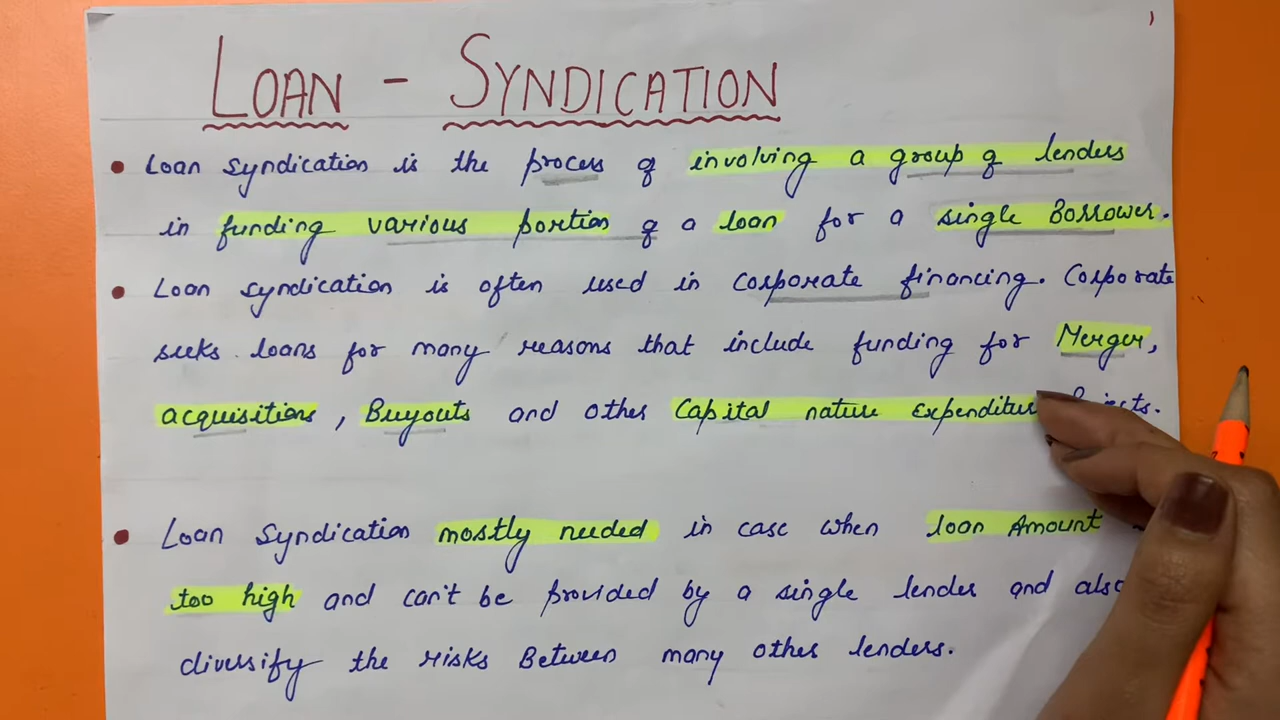 1
LOAN - SYNDICATION
• Loan syndication is the process of involving a group of lenders
in funding various portion of a loan for a single Borrower.
• Loan syndication is often used in corporate financing. Corporate
seeks loans for many reasons that include funding for Merger,
acquisitions, Buyouts and other Capital nature expenditur
• Loan Syndication mostly needed in case when loan Amount
too high and can't be provided by a single lender and also
diversify the risks Between many other lenders.